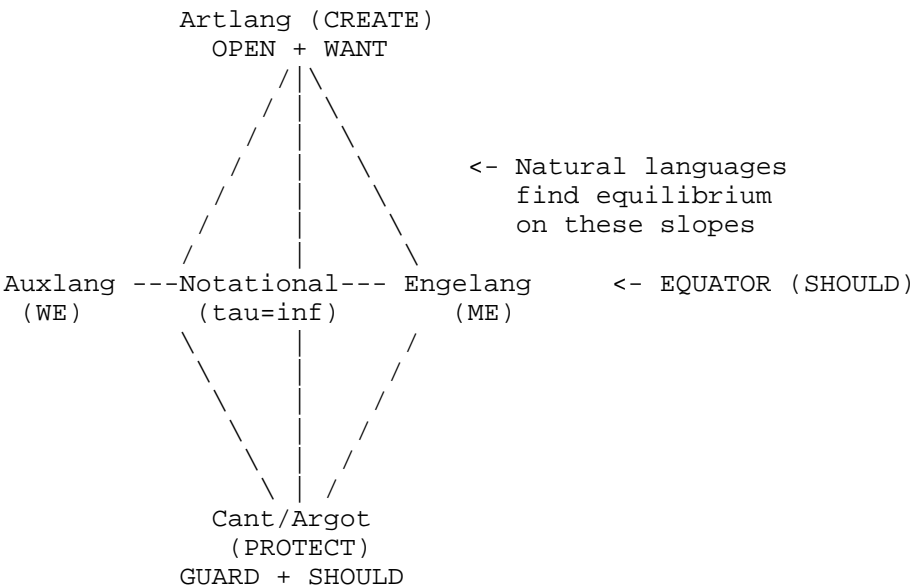 Artlang (CREATE)
OPEN + WANT
<- Natural languages
find equilibrium
on these slopes
Auxlang ---Notational--- Engelang <- EQUATOR (SHOULD)
(WE) (tau=inf) (ME)
Cant/Argot
(PROTECT)
GUARD + SHOULD